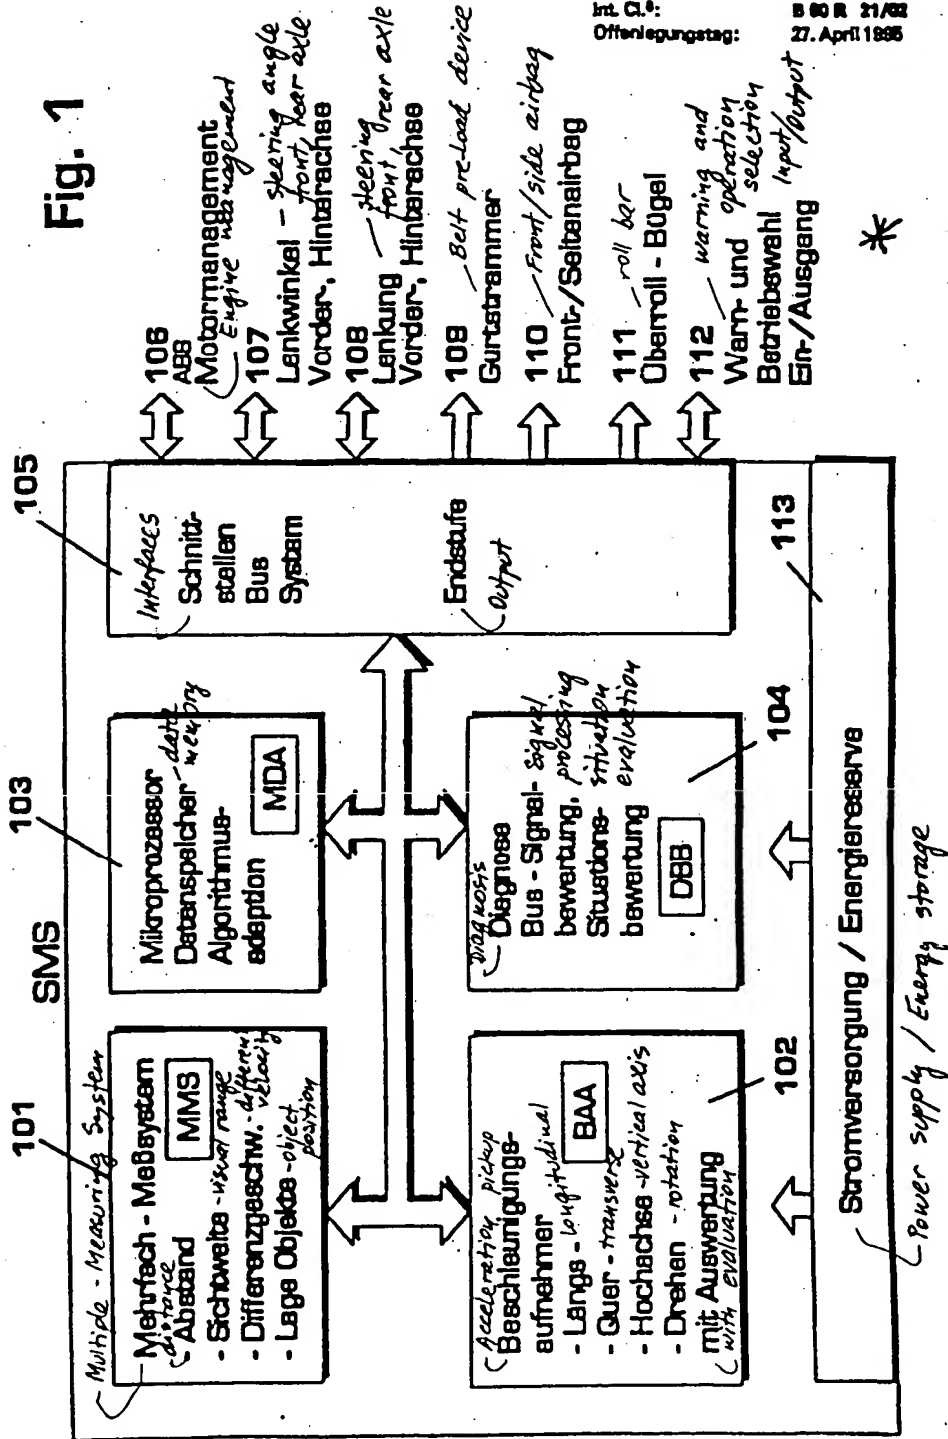 Int. Cl.⁶: B 60 R 21/02
Offenlegungstag: 27. April 1995
Fig. 1
SMS
101
Multiple - Measuring System
Mehrfach - Meßsystem
distance
- Abstand
MMS
- Sichtweite - visual range
- Differenzgeschw. - different velocity
- Lage Objekte - object position
103
Mikroprozessor
Datenspeicher - data memory
Algorithmus-
adaption
MDA
105
Interfaces
Schnitt-
stellen
Bus
System
Endstufe
Output
106
ABS
Motormanagement
Engine management
107
Lenkwinkel - steering angle
Vorder-, Hinterachse front, rear axle
108
Lenkung - steering
Vorder-, Hinterachse front, rear axle
109 Belt pre-load device
Gurtstrammer
110 Front/side airbag
Front-/Seitenairbag
111 roll bar
Überroll - Bügel
112 warning and operation selection
Warn- und
Betriebswahl
Ein-/Ausgang Input/Output
Acceleration pickup
Beschleunigungs-
aufnehmer
- Längs - longitudinal
BAA
- Quer - transverse
- Hochachse - vertical axis
- Drehen - rotation
mit Auswertung
with evaluation
102
Diagnosis
Diagnose
Bus - Signal- signal
bewertung, processing
Situations- situation
bewertung evaluation
DBB
104
113
Stromversorgung / Energiereserve
Power supply / Energy storage